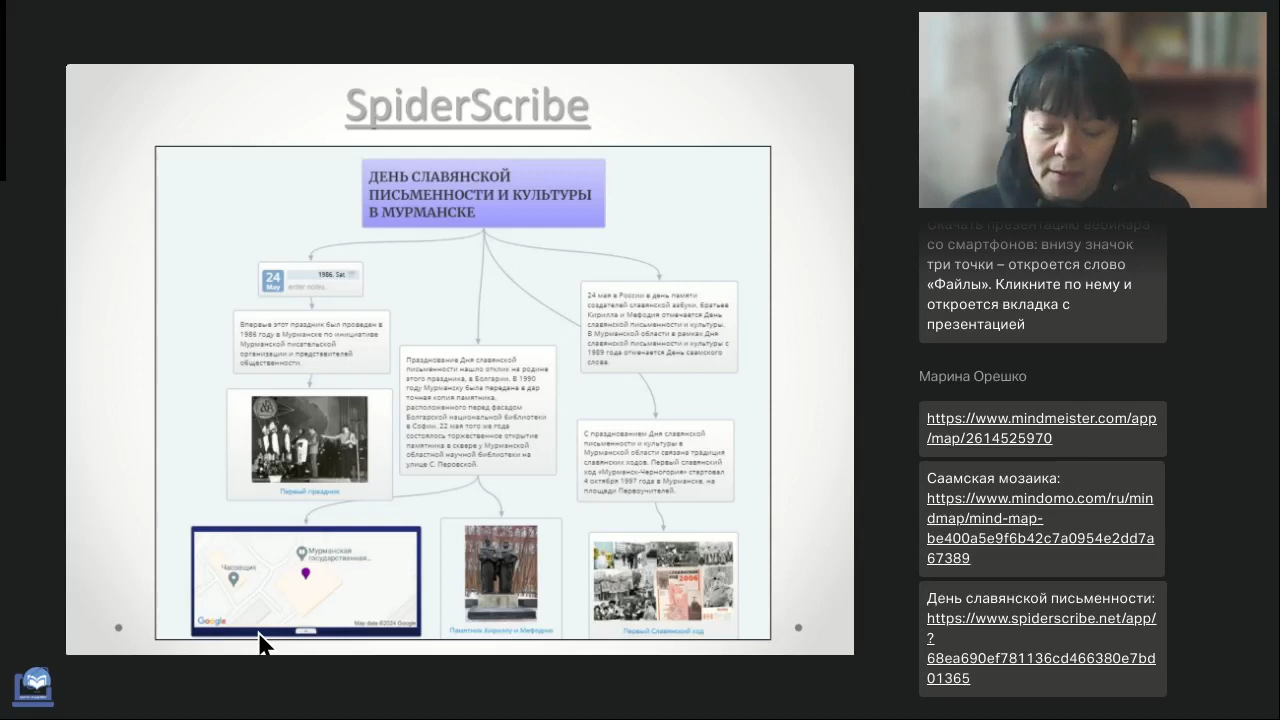 SpiderScribe
ДЕНЬ СЛАВЯНСКОЙ
ПИСЬМЕННОСТИ И КУЛЬТУРЫ
В МУРМАНСКЕ
24
May
1986, Sat
enter notes..
Впервые этот праздник был проведен в
1986 году в Мурманске по инициативе
Мурманской писательской
организации и представителей
общественности.
Первый праздник
Празднование Дня славянской
письменности нашло отклик на родине
этого праздника, в Болгарии. В 1990
году Мурманску была передана в дар
точная копия памятника,
расположенного перед фасадом
Болгарской национальной библиотеки
в Софии. 22 мая того же года
состоялось торжественное открытие
памятника в сквере у Мурманской
областной научной библиотеки на
улице С. Перовской.
24 мая в России в день памяти
создателей славянской азбуки, братьев
Кирилла и Мефодия отмечается День
славянской письменности и культуры.
В Мурманской области в рамках Дня
славянской письменности и культуры с
1989 года отмечается День саамского
слова.
С празднованием Дня славянской
письменности и культуры в
Мурманской области связана традиция
славянских ходов. Первый славянский
ход «Мурманск-Черногория» стартовал
4 октября 1997 года в Мурманске, на
площади Первоучителей.
Мурманская
государственная...
Часовщик
Google
Map data ©2024 Google
Памятник Кириллу и Мефодию
2006
Первый Славянский ход
Скачать презентацию вебинара
со смартфонов: внизу значок
три точки – откроется слово
«Файлы». Кликните по нему и
откроется вкладка с
презентацией
Марина Орешко
https://www.mindmeister.com/app
/map/2614525970
Саамская мозаика:
https://www.mindomo.com/ru/min
dmap/mind-map-
be400a5e9f6b42c7a0954e2dd7a
67389
День славянской письменности:
https://www.spiderscribe.net/app/
?
68ea690ef781136cd466380e7bd
01365